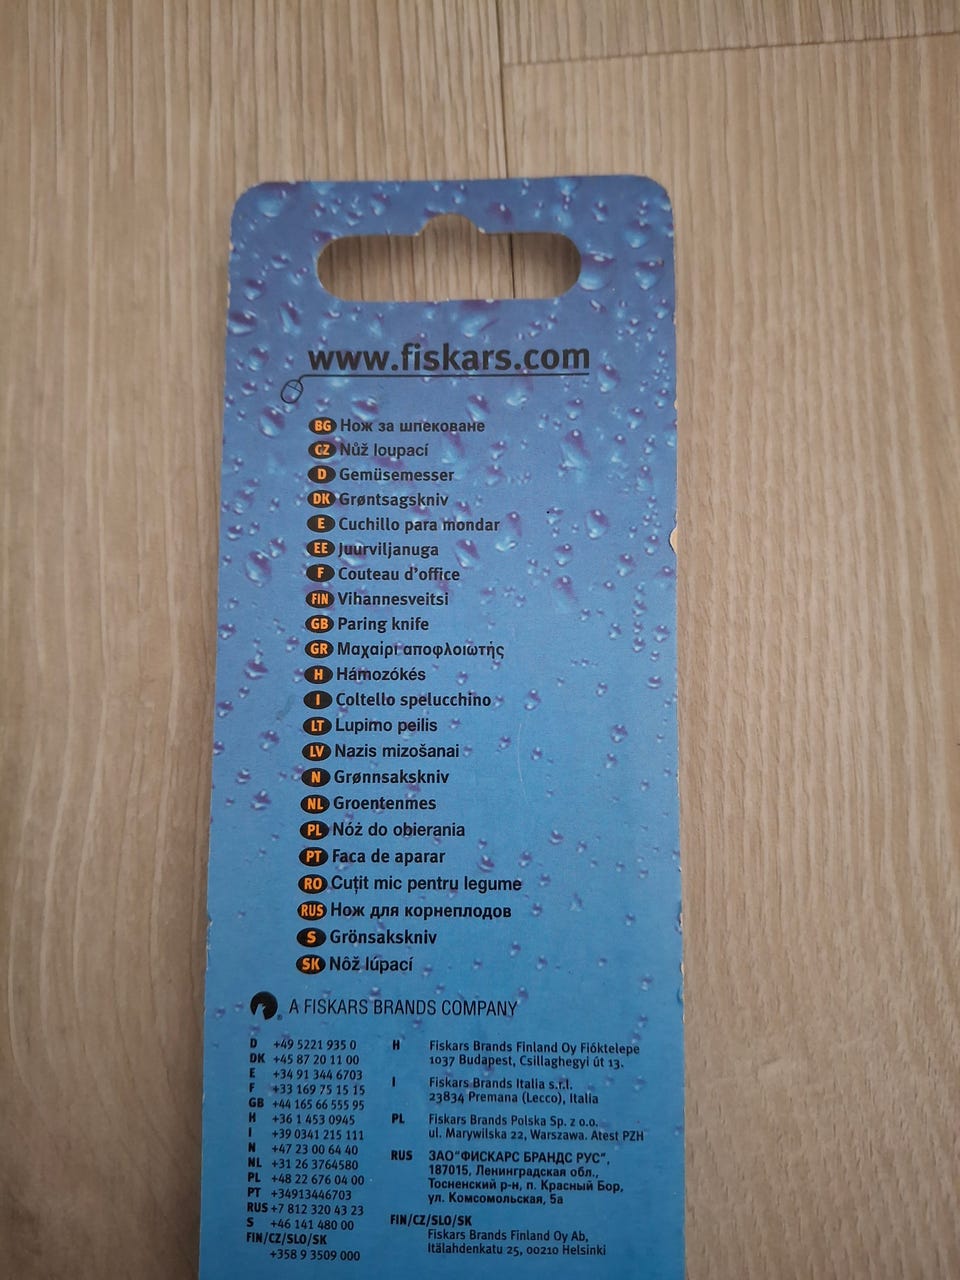 www.fiskars.com
BG Нож за шпековане
CZ Nůž loupací
D Gemüsemesser
DK Grøntsagskniv
E Cuchillo para mondar
EE Juurviljanuga
F Couteau d'office
FIN Vihannesveitsi
GB Paring knife
GR Μαχαίρι αποφλοιωτής
H Hámozókés
I Coltello spelucchino
LT Lupimo peilis
LV Nazis mizošanai
N Grønnsakskniv
NL Groentenmes
PL Nóż do obierania
PT Faca de aparar
RO Cuțit mic pentru legume
RUS Нож для корнеплодов
S Grönsakskniv
SK Nôž lúpací
® A FISKARS BRANDS COMPANY
D +49 5221 935 0
DK +45 87 20 11 00
E +34 91 344 6703
F +33 169 75 15 15
GB +44 165 66 555 95
H +36 1 453 0945
I +39 0341 215 111
N +47 23 00 64 40
NL +31 26 3764580
PL +48 22 676 04 00
PT +34913446703
RUS +7 812 320 43 23
S +46 141 480 00
FIN/CZ/SLO/SK
+358 9 3509 000
H Fiskars Brands Finland Oy Fióktelepe
1037 Budapest, Csillaghegyi út 13.
I Fiskars Brands Italia s.r.l.
23834 Premana (Lecco), Italia
PL Fiskars Brands Polska Sp. z o.o.
ul. Marywilska 22, Warszawa. Atest PZH
RUS ЗАО"ФИСКАРС БРАНДС РУС",
187015, Ленинградская обл.,
Тосненский р-н, п. Красный Бор,
ул. Комсомольская, 5а
FIN/CZ/SLO/SK
Fiskars Brands Finland Oy Ab,
Itälahdenkatu 25, 00210 Helsinki